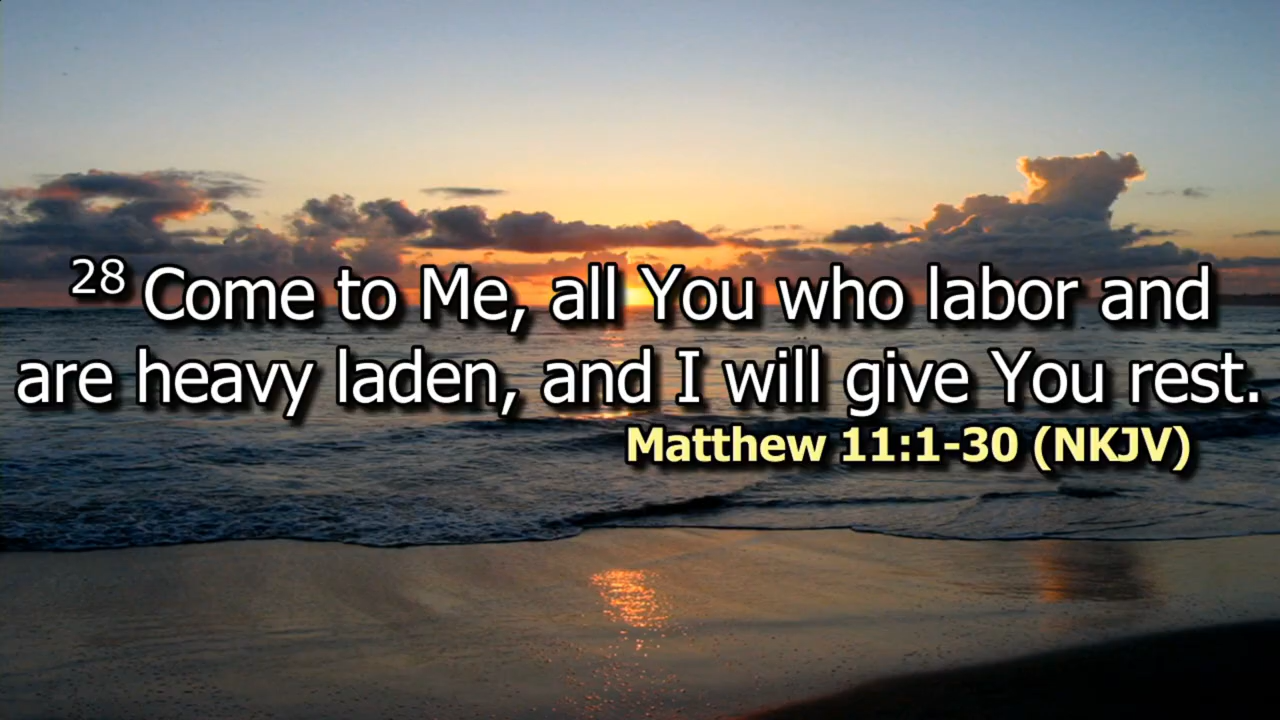 28 Come to Me, all You who labor and
are heavy laden, and I will give You rest.
Matthew 11:1-30 (NKJV)